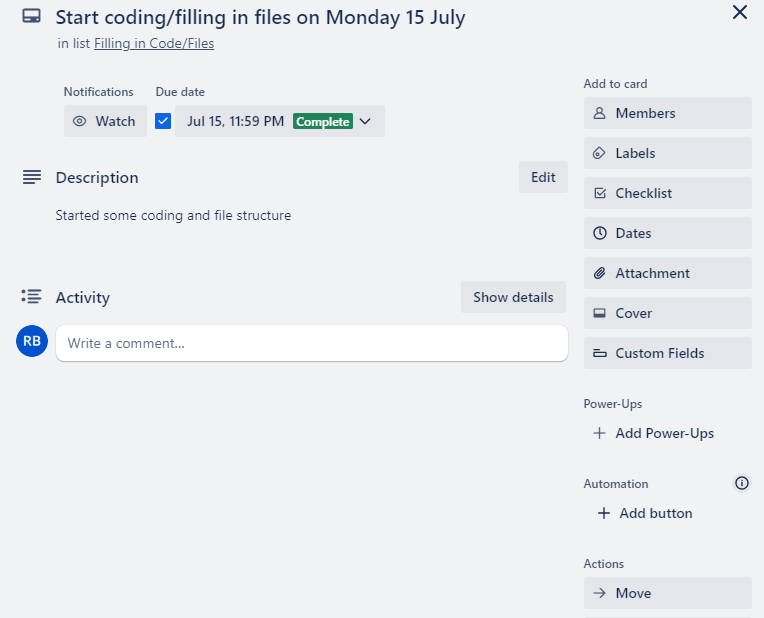 Start coding/filling in files on Monday 15 July
in list Filling in Code/Files
Notifications
Due date
Watch
Jul 15, 11:59 PM Complete
Description
Edit
Started some coding and file structure
Activity
Show details
RB
Write a comment...
Add to card
Members
Labels
Checklist
Dates
Attachment
Cover
Custom Fields
Power-Ups
Add Power-Ups
Automation
Add button
Actions
Move